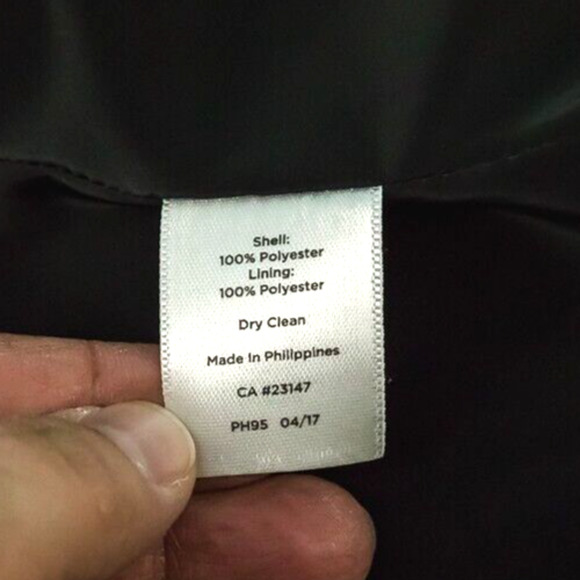 Shell:
100% Polyester
Lining:
100% Polyester
Dry Clean
Made In Philippines
CA #23147
PH95 04/17